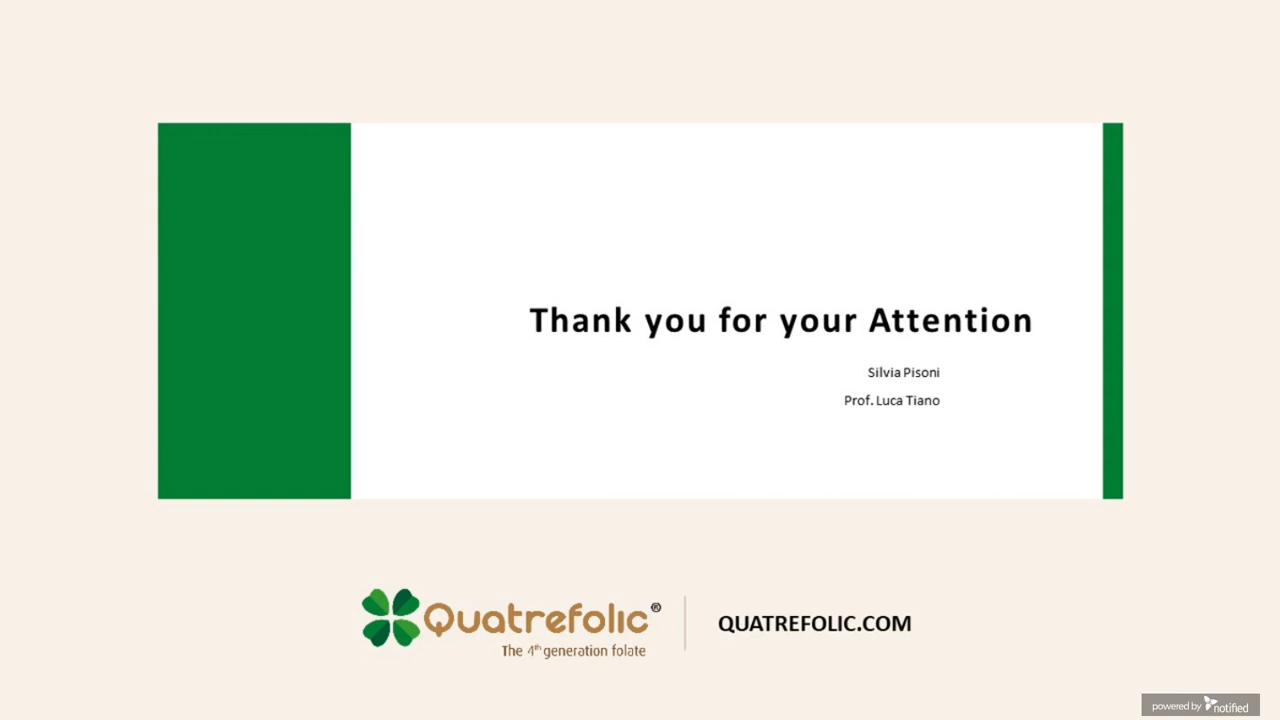 Thank you for your Attention
Silvia Pisoni
Prof. Luca Tiano
Quatrefolic®
The 4th generation folate
QUATREFOLIC.COM
powered by notified